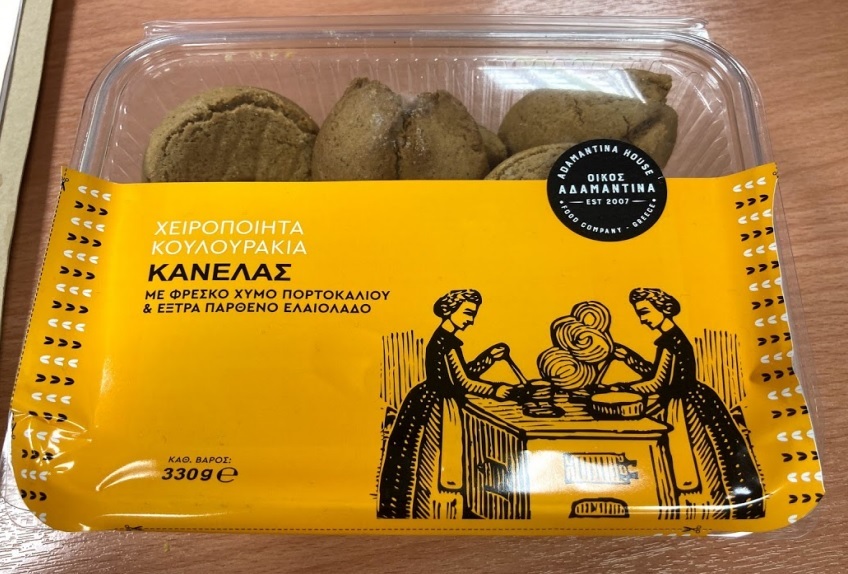 ADAMANTINA HOUSE
ΟΙΚΟΣ
ΑΔΑΜΑΝΤΙΝΑ
EST 2007
FOOD COMPANY - GREECE
ΧΕΙΡΟΠΟΙΗΤΑ
ΚΟΥΛΟΥΡΑΚΙΑ
ΚΑΝΕΛΑΣ
ΜΕ ΦΡΕΣΚΟ ΧΥΜΟ ΠΟΡΤΟΚΑΛΙΟΥ
& ΕΞΤΡΑ ΠΑΡΘΕΝΟ ΕΛΑΙΟΛΑΔΟ
ΚΑΘ. ΒΑΡΟΣ:
330g e